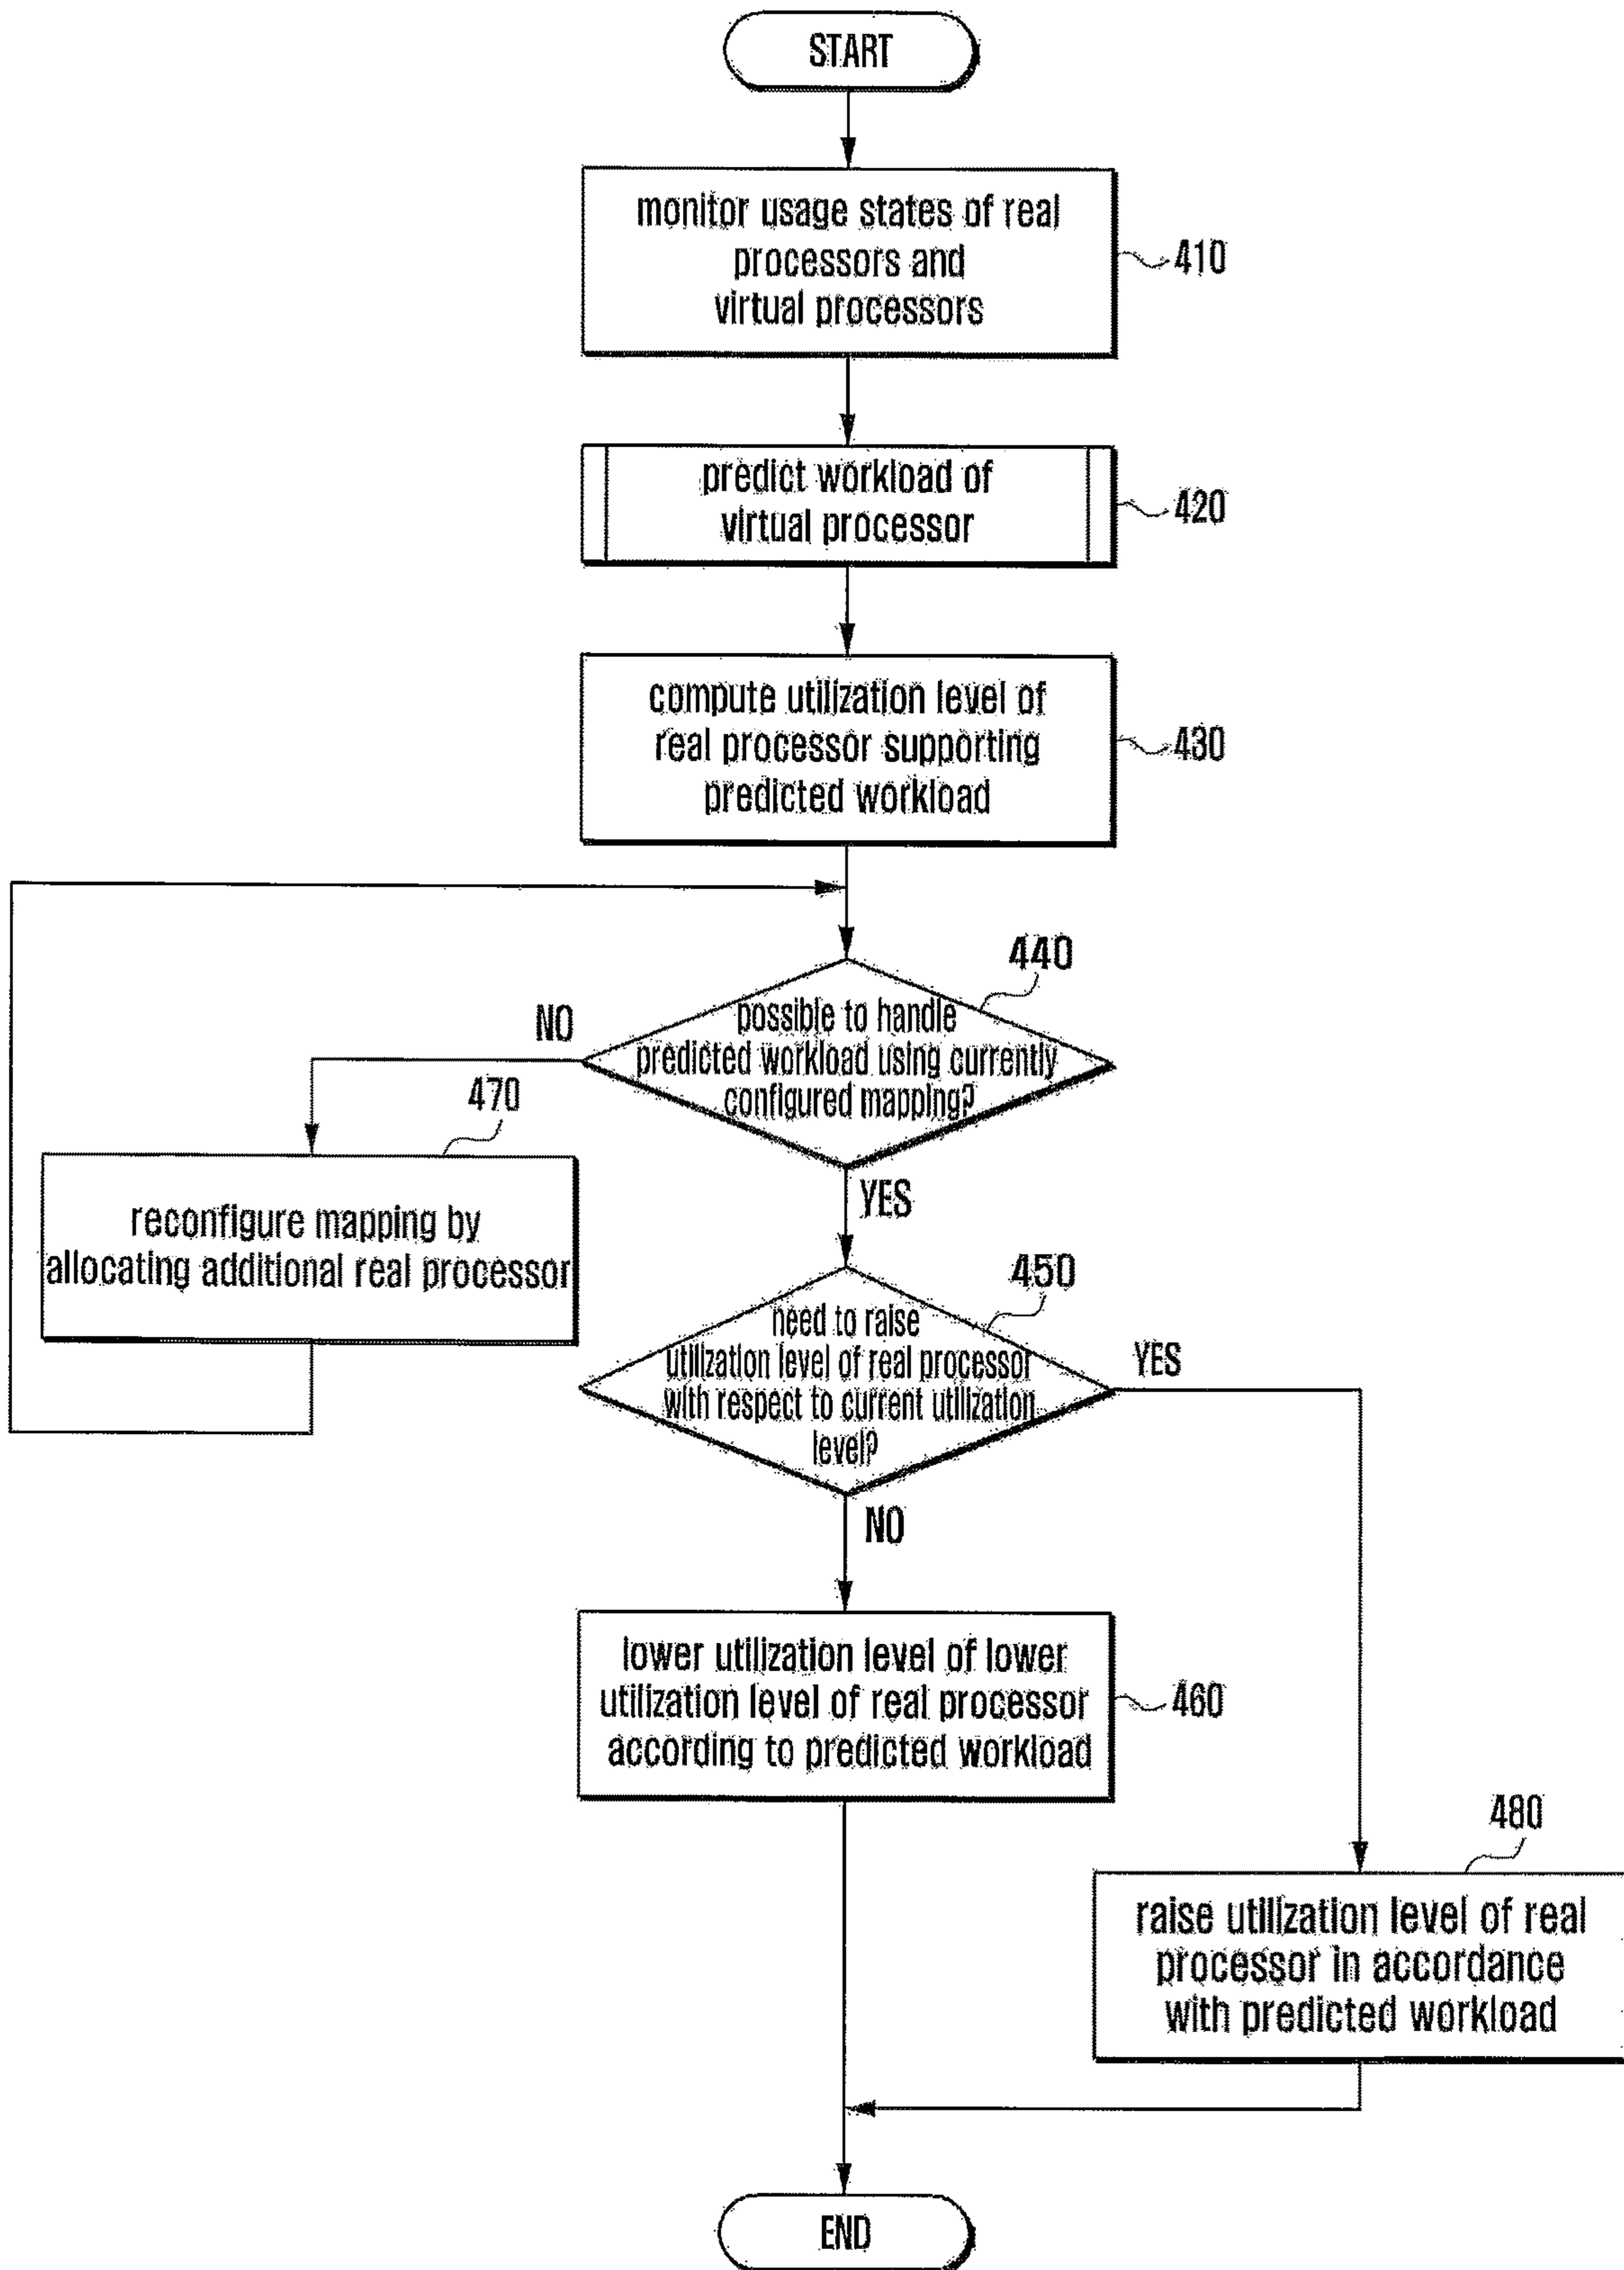 START
monitor usage states of real
processors and
virtual processors
410
predict workload of
virtual processor
420
compute utilization level of
real processor supporting
predicted workload
430
440
possible to handle
predicted workload using currently
configured mapping?
NO
YES
470
reconfigure mapping by
allocating additional real processor
450
need to raise
utilization level of real processor
with respect to current utilization
level?
YES
NO
lower utilization level of lower
utilization level of real processor
according to predicted workload
460
480
raise utilization level of real
processor in accordance
with predicted workload
END